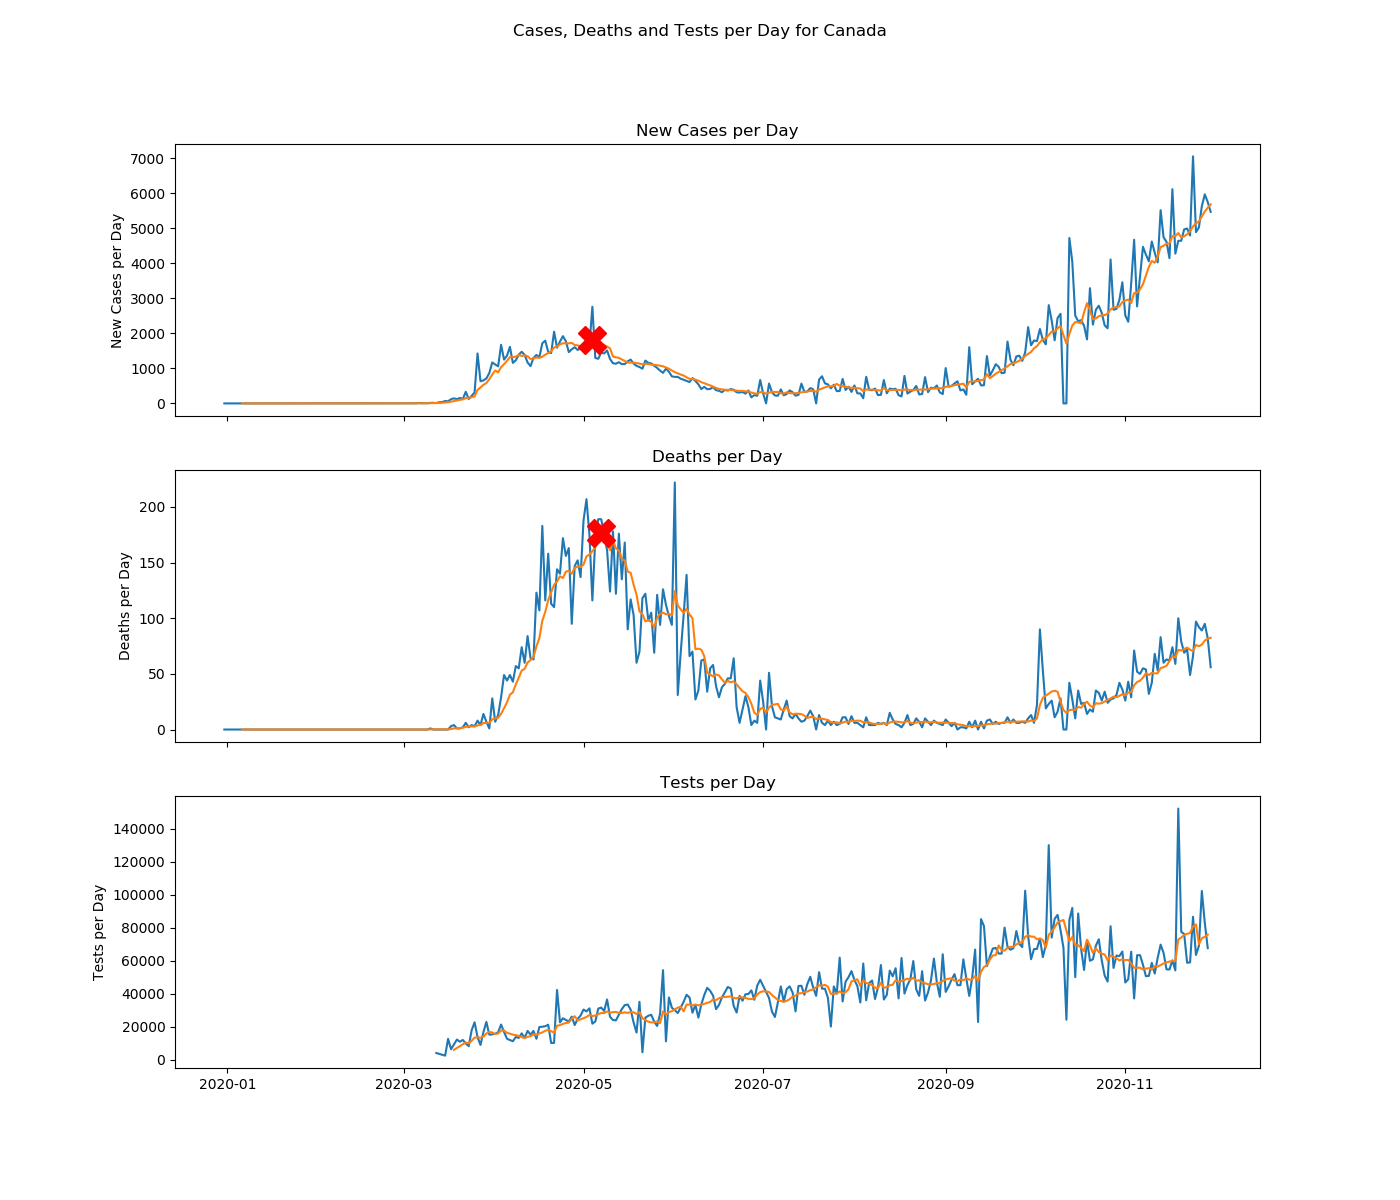 Cases, Deaths and Tests per Day for Canada
New Cases per Day
New Cases per Day
7000
6000
5000
4000
3000
2000
1000
0
Deaths per Day
Deaths per Day
200
150
100
50
0
Tests per Day
Tests per Day
140000
120000
100000
80000
60000
40000
20000
0
2020-01 2020-03 2020-05 2020-07 2020-09 2020-11